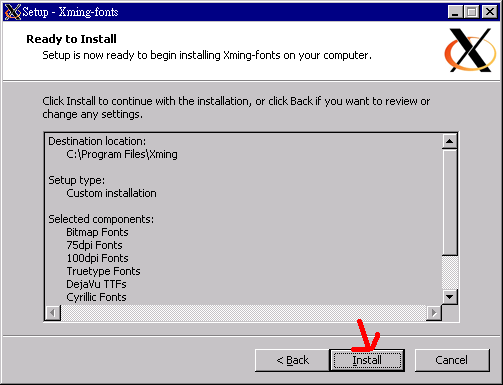 Setup - Xming-fonts
Ready to Install
Setup is now ready to begin installing Xming-fonts on your computer.
Click Install to continue with the installation, or click Back if you want to review or
change any settings.
Destination location:
C:\Program Files\Xming
Setup type:
Custom installation
Selected components:
Bitmap Fonts
75dpi Fonts
100dpi Fonts
Truetype Fonts
DejaVu TTFs
Cyrillic Fonts
< Back
Install
Cancel